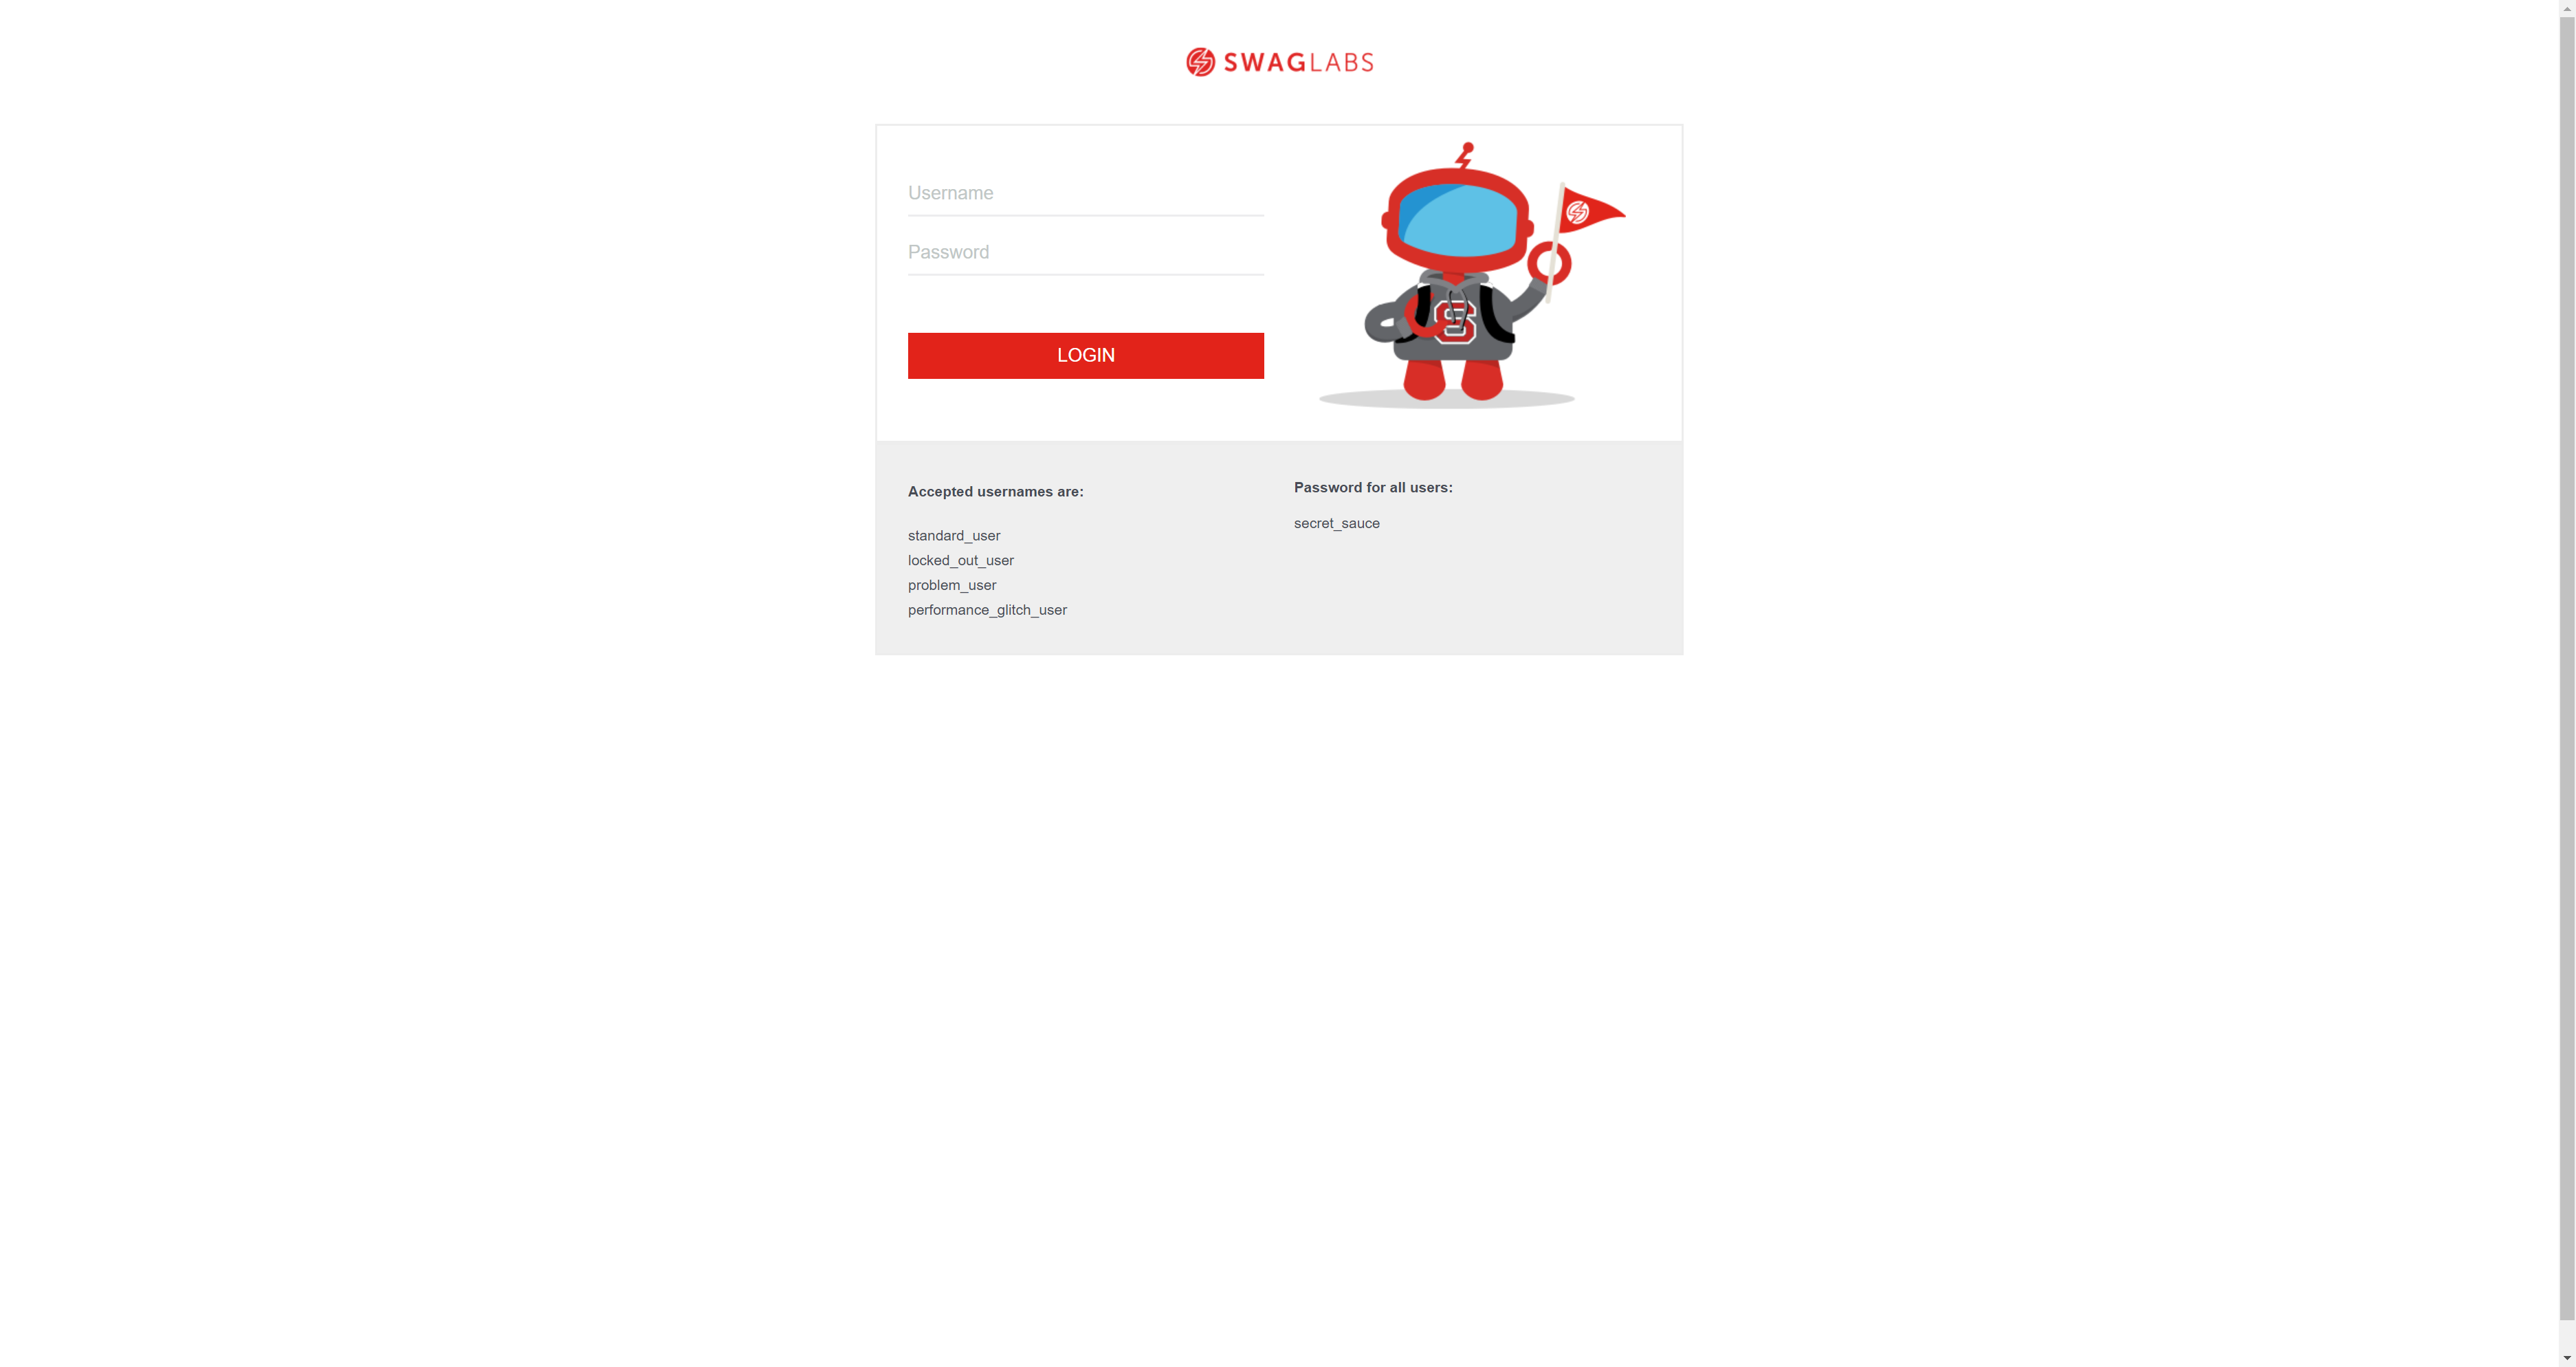 SWAGLABS
Username
Password
LOGIN
S
Accepted usernames are:
standard_user
locked_out_user
problem_user
performance_glitch_user
Password for all users:
secret_sauce